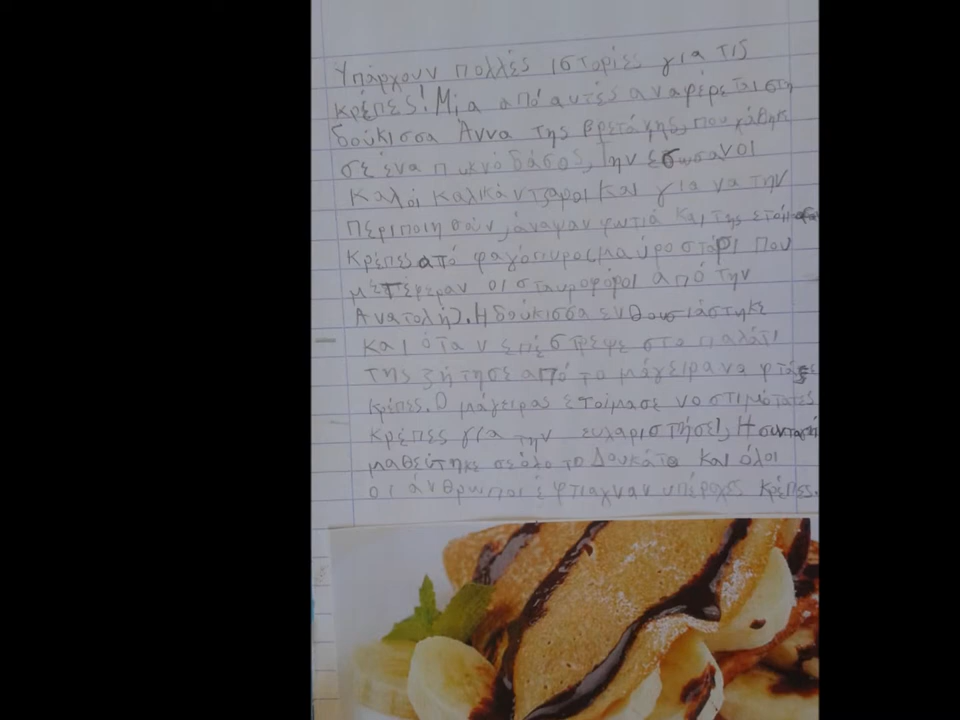 Υπάρχουν πολλές ιστορίες για τις
κρέπες! Μία από αυτές αναφέρεται στη
δούκισσα Άννα της βρετάνης, που χάθηκε
σε ένα πυκνό δάσος, Την έσωσαν οι
καλοί καλικάντζαροι και για να την
περιποιηθούν, άναψαν φωτιά και της ετοίμασαν
κρέπες από φαγόπυρο (μαύρο στάρι που
μετέφεραν οι σταυροφόροι από την
Ανατολή). Η δούκισσα ενθουσιάστηκε
και όταν επέστρεψε στο παλάτι
της ζήτησε από το μάγειρα να φτάξει
κρέπες. Ο μάγειρας ετοίμασε νοστιμότατες
κρέπες για την ευχαριστήσει, Η συνταγή
μαθεύτηκε σε όλο το Δουκάτο και όλοι
οι άνθρωποι έφτιαχναν υπέροχες κρέπες.